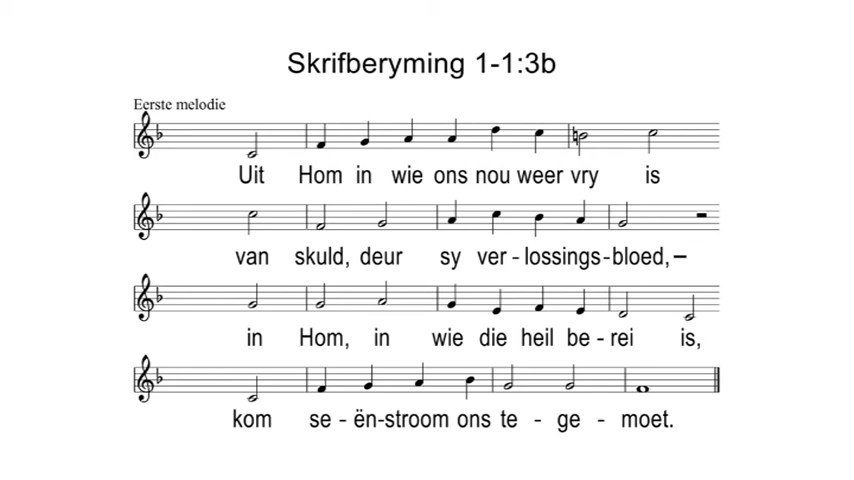 Skrifberyming 1-1:3b
Eerste melodie
Uit Hom in wie ons nou weer vry is
van skuld, deur sy ver - lossings-bloed, –
in Hom, in wie die heil be - rei is,
kom se - ën-stroom ons te - ge - moet.